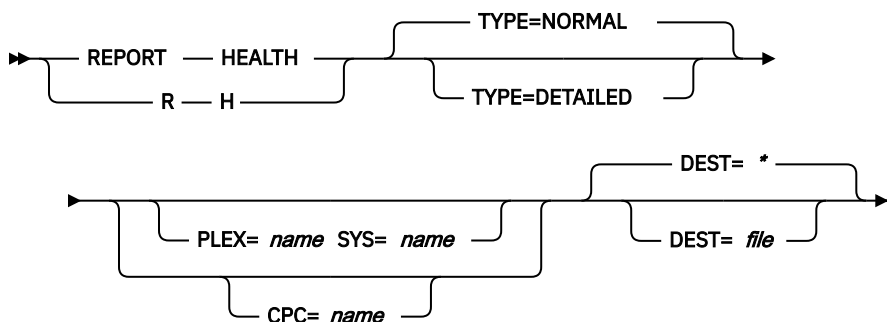 TYPE=NORMAL
REPORT HEALTH
R H
TYPE=DETAILED
DEST= *
PLEX= name SYS= name
DEST= file
CPC= name